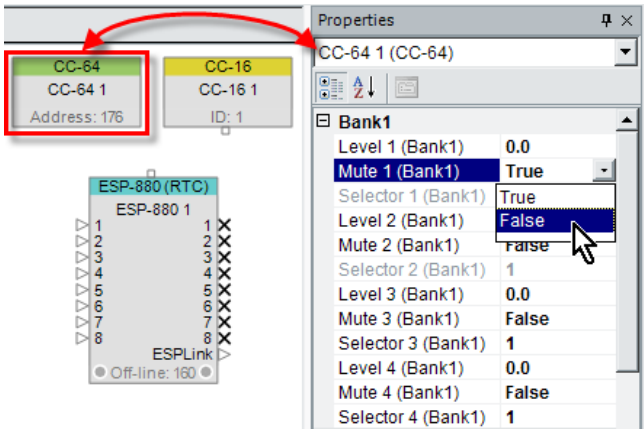 CC-64
CC-64 1
Address: 176
CC-16
CC-16 1
ID: 1
ESP-880 (RTC)
ESP-880 1
1 1
2 2
3 3
4 4
5 5
6 6
7 7
8 8
ESPLink
Off-line: 160
Properties
CC-64 1 (CC-64)
Bank1
Level 1 (Bank1) 0.0
Mute 1 (Bank1) True
Selector 1 (Bank1)
True
False
Level 2 (Bank1)
Mute 2 (Bank1) False
Selector 2 (Bank1) 1
Level 3 (Bank1) 0.0
Mute 3 (Bank1) False
Selector 3 (Bank1) 1
Level 4 (Bank1) 0.0
Mute 4 (Bank1) False
Selector 4 (Bank1) 1